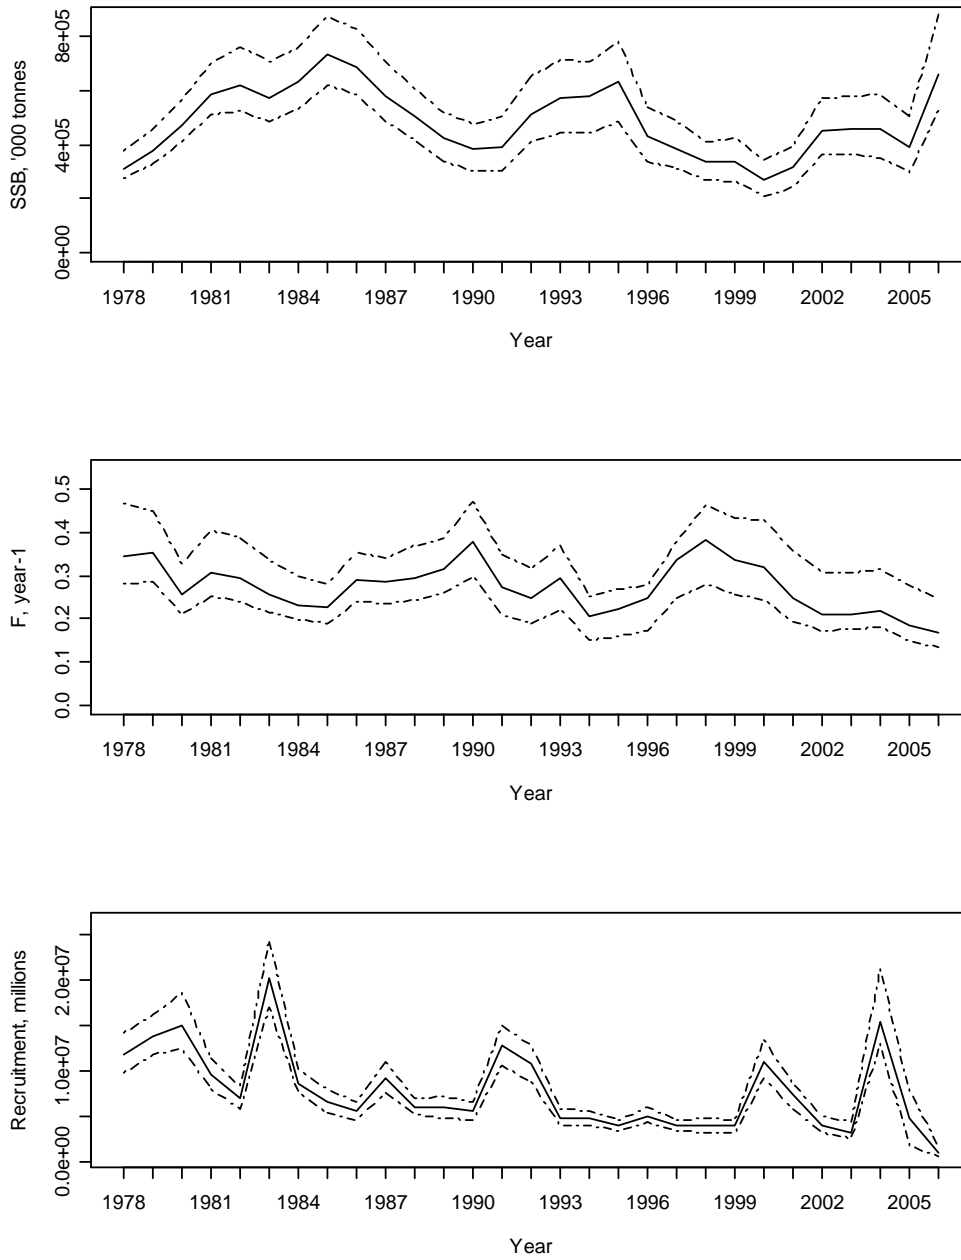 SSB, '000 tonnes
0e+00 4e+05 8e+05
1978 1981 1984 1987 1990 1993 1996 1999 2002 2005
Year
F, year-1
0.0 0.1 0.2 0.3 0.4 0.5
1978 1981 1984 1987 1990 1993 1996 1999 2002 2005
Year
Recruitment, millions
0.0e+00 1.0e+07 2.0e+07
1978 1981 1984 1987 1990 1993 1996 1999 2002 2005
Year